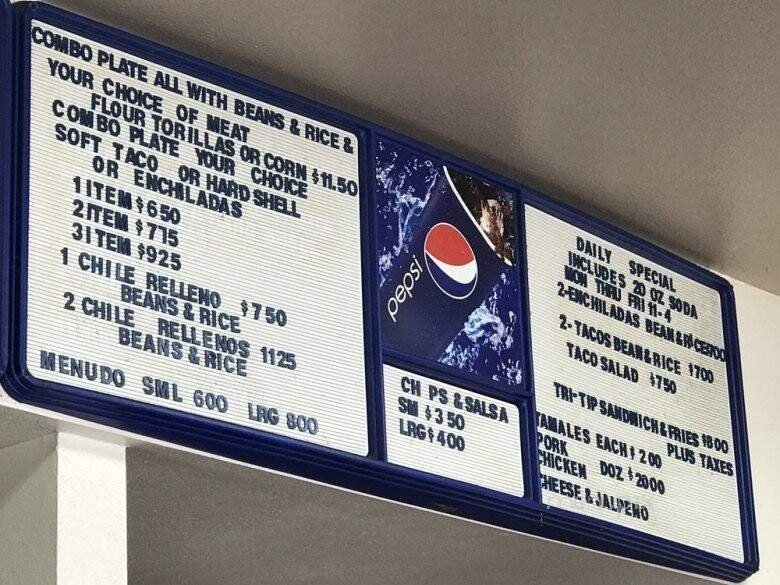 COMBO PLATE ALL WITH BEANS & RICE &
YOUR CHOICE OF MEAT
FLOUR TORILLAS OR CORN $11.50
COMBO PLATE YOUR CHOICE
SOFT TACO OR HARD SHELL
OR ENCHILADAS
1 ITEM $650
2 ITEM $775
3 ITEM $925
1 CHILE RELLENO $750
BEANS & RICE
2 CHILE RELLENOS 1125
BEANS & RICE
MENUDO SML 600 LRG 800
pepsi
CH PS & SALSA
SM $350
LRG$400
DAILY SPECIAL
INCLUDES 20 OZ SODA
MON THRU FRI 11-4
2-ENCHILADAS BEAN & RICE
2-TACOS BEAN & RICE $700
TACO SALAD $750
TRI-TIP SANDWICH & FRIES $800
PLUS TAXES
TAMALES EACH $200
PORK
CHICKEN DOZ $2000
CHEESE & JALPENO